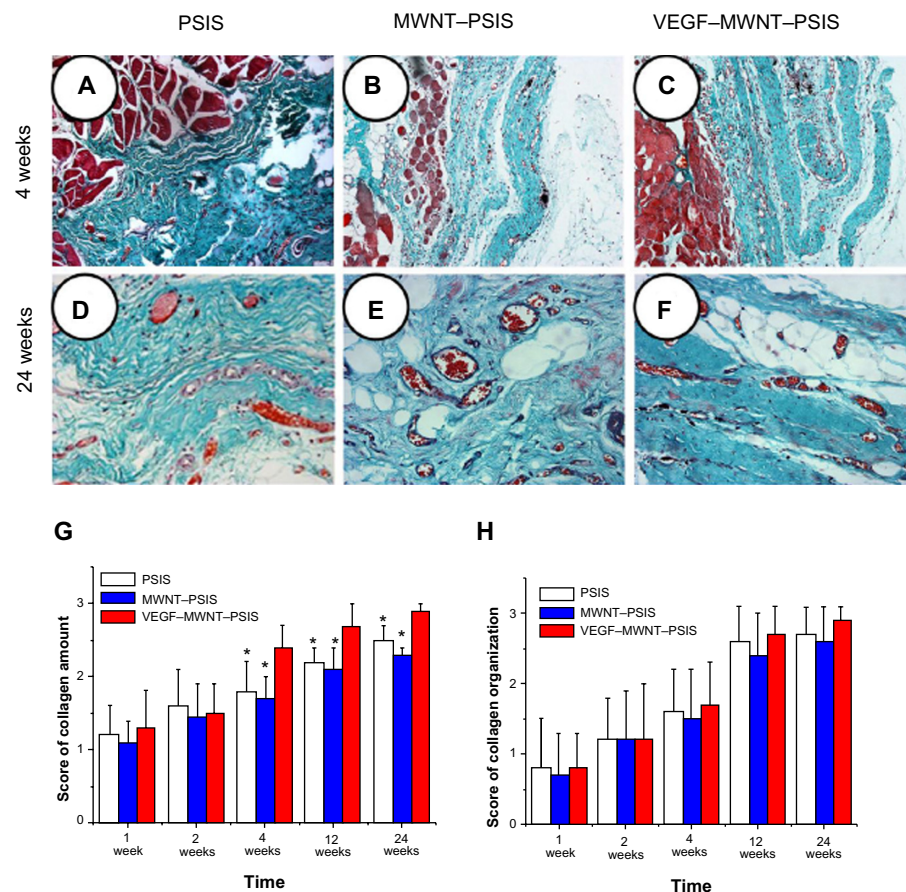 PSIS MWNT–PSIS VEGF–MWNT–PSIS
4 weeks
A B C
24 weeks
D E F
G
PSIS
MWNT–PSIS
VEGF–MWNT–PSIS
Score of collagen amount
3
2
1
0
* * * * * *
1 week
2 weeks
4 weeks
12 weeks
24 weeks
Time
H
PSIS
MWNT–PSIS
VEGF–MWNT–PSIS
Score of collagen organization
3
2
1
0
1 week
2 weeks
4 weeks
12 weeks
24 weeks
Time